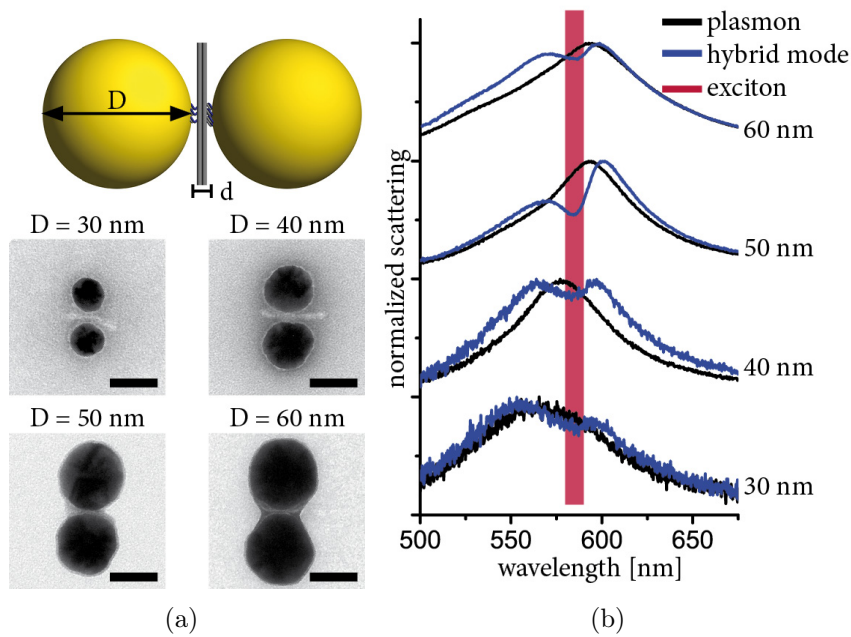 D
d
D = 30 nm
D = 40 nm
D = 50 nm
D = 60 nm
(a)
plasmon
hybrid mode
exciton
60 nm
50 nm
40 nm
30 nm
normalized scattering
500
550
600
650
wavelength [nm]
(b)